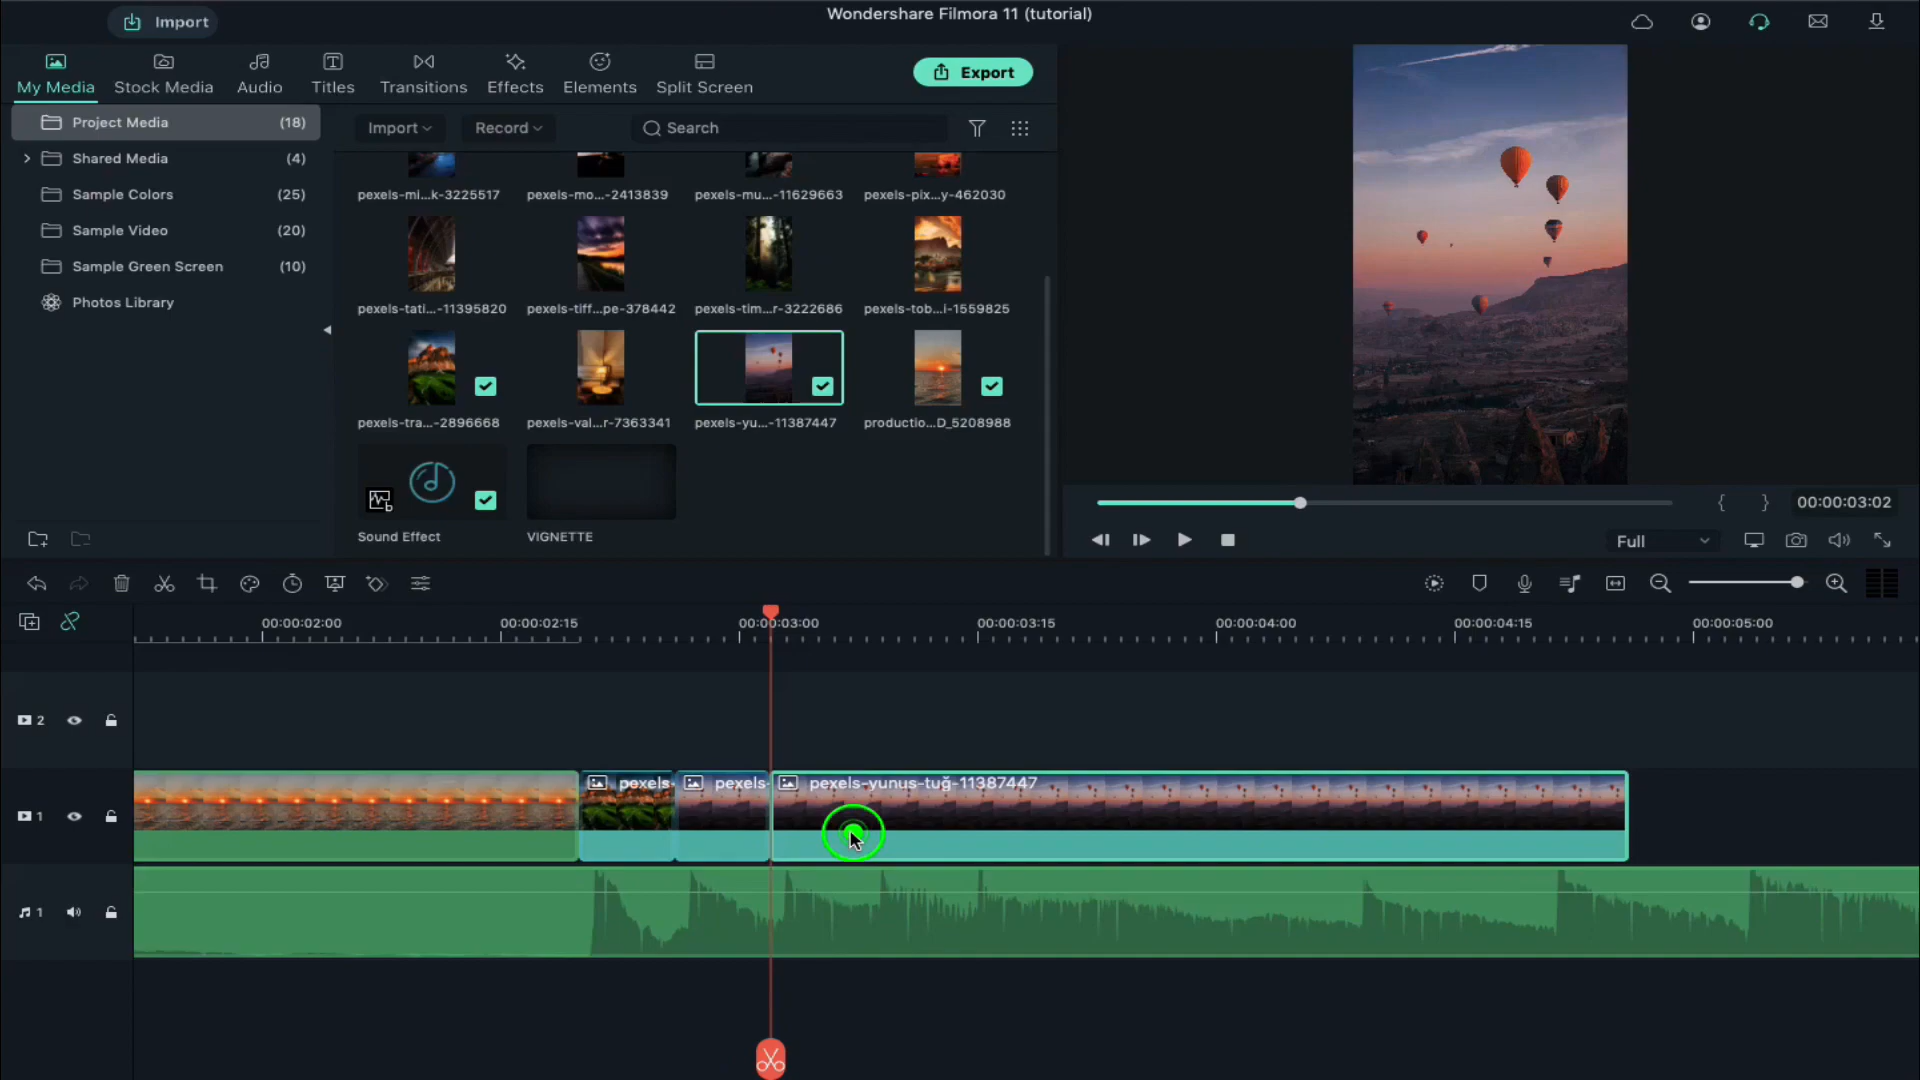 Import
Wondershare Filmora 11 (tutorial)
My Media
Stock Media
Audio
Titles
Transitions
Effects
Elements
Split Screen
Export
Project Media (18)
Shared Media (4)
Sample Colors (25)
Sample Video (20)
Sample Green Screen (10)
Photos Library
Import
Record
Search
pexels-mi...k-3225517
pexels-mo...-2413839
pexels-mu...-11629663
pexels-pix...y-462030
pexels-tati...-11395820
pexels-tiff...pe-378442
pexels-tim...r-3222686
pexels-tob...i-1559825
pexels-tra...-2896668
pexels-val...r-7363341
pexels-yu...-11387447
productio...D_5208988
Sound Effect
VIGNETTE
{ } 00:00:03:02
Full
00:00:02:00
00:00:02:15
00:00:03:00
00:00:03:15
00:00:04:00
00:00:04:15
00:00:05:00
2
1
pexels-
pexels-
pexels-yunus-tuğ-11387447
1